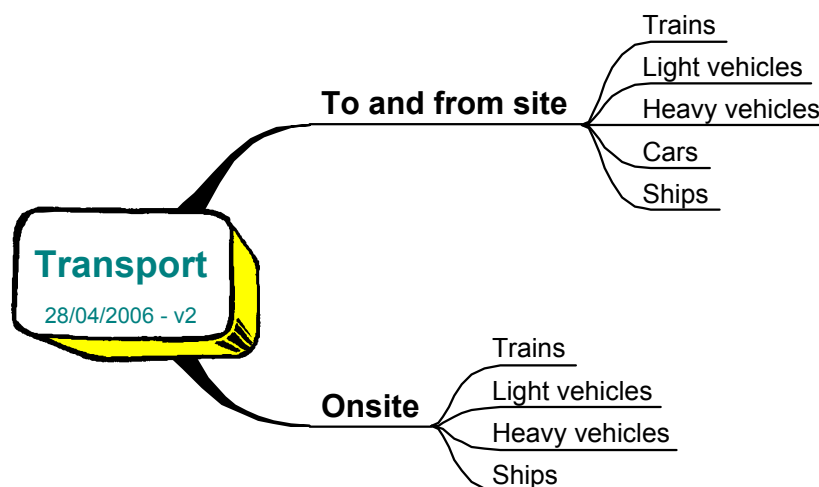 Transport
28/04/2006 - v2
To and from site
Trains
Light vehicles
Heavy vehicles
Cars
Ships
Onsite
Trains
Light vehicles
Heavy vehicles
Ships